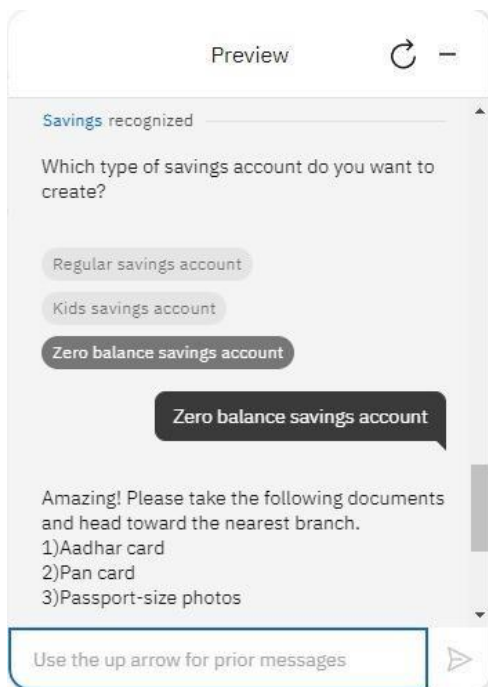 Preview
Savings recognized
Which type of savings account do you want to
create?
Regular savings account
Kids savings account
Zero balance savings account
Zero balance savings account
Amazing! Please take the following documents
and head toward the nearest branch.
1)Aadhar card
2)Pan card
3)Passport-size photos
Use the up arrow for prior messages